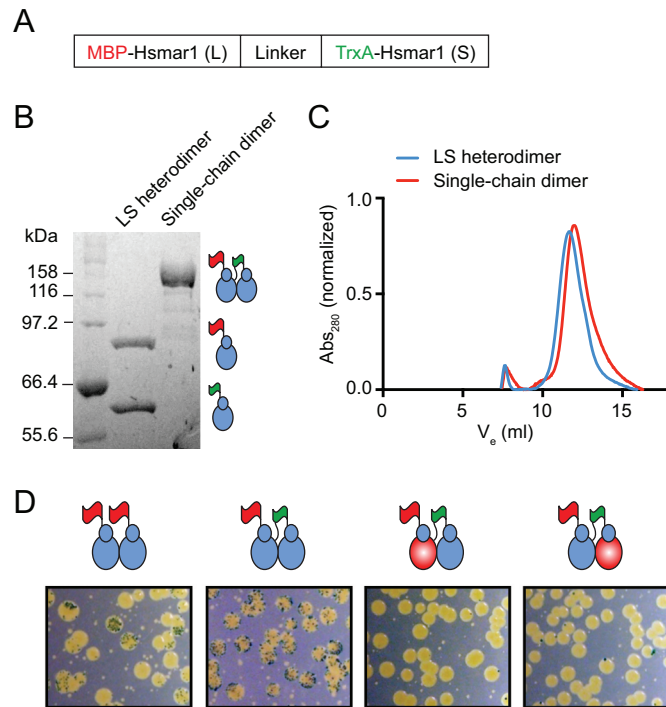 A
MBP-Hsmar1 (L) Linker TrxA-Hsmar1 (S)
B
LS heterodimer
Single-chain dimer
kDa
158
116
97.2
66.4
55.6
C
LS heterodimer
Single-chain dimer
Abs280 (normalized)
1.0
0.5
0.0
0 5 10 15
Ve (ml)
D